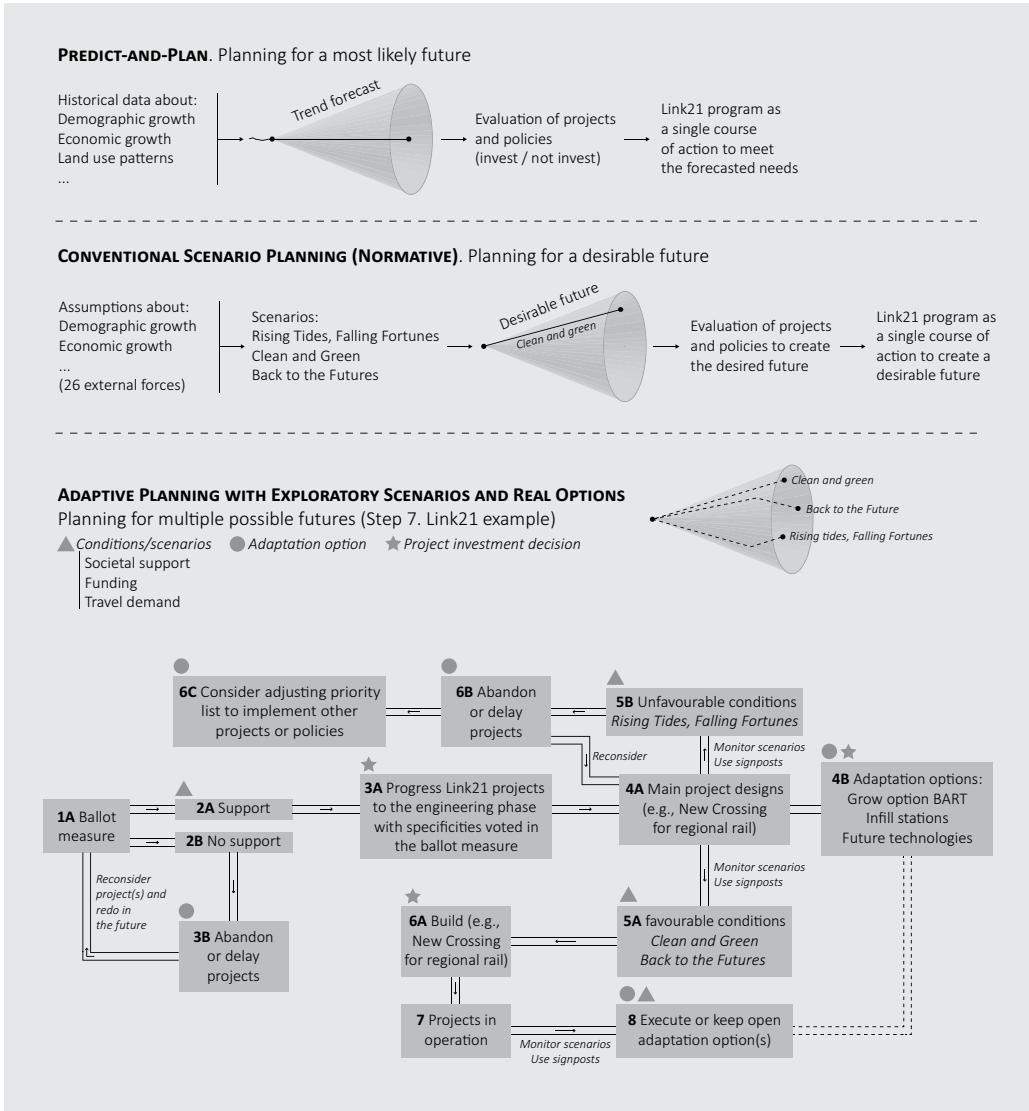 PREDICT-AND-PLAN. Planning for a most likely future
Historical data about:
Demographic growth
Economic growth
Land use patterns
...
Trend forecast
Evaluation of projects
and policies
(invest / not invest)
Link21 program as
a single course
of action to meet
the forecasted needs
CONVENTIONAL SCENARIO PLANNING (NORMATIVE). Planning for a desirable future
Assumptions about:
Demographic growth
Economic growth
...
(26 external forces)
Scenarios:
Rising Tides, Falling Fortunes
Clean and Green
Back to the Futures
Desirable future
Clean and green
Evaluation of projects
and policies to create
the desired future
Link21 program as
a single course of
action to create a
desirable future
ADAPTIVE PLANNING WITH EXPLORATORY SCENARIOS AND REAL OPTIONS
Planning for multiple possible futures (Step 7. Link21 example)
Conditions/scenarios
Adaptation option
Project investment decision
Societal support
Funding
Travel demand
Clean and green
Back to the Future
Rising tides, Falling Fortunes
6C Consider adjusting priority
list to implement other
projects or policies
6B Abandon
or delay
projects
5B Unfavourable conditions
Rising Tides, Falling Fortunes
Reconsider
Monitor scenarios
Use signposts
1A Ballot
measure
2A Support
2B No support
3A Progress Link21 projects
to the engineering phase
with specificities voted in
the ballot measure
4A Main project designs
(e.g., New Crossing
for regional rail)
4B Adaptation options:
Grow option BART
Infill stations
Future technologies
Monitor scenarios
Use signposts
Reconsider
project(s) and
redo in
the future
3B Abandon
or delay
projects
6A Build (e.g.,
New Crossing
for regional rail)
5A favourable conditions
Clean and Green
Back to the Futures
7 Projects in
operation
Monitor scenarios
Use signposts
8 Execute or keep open
adaptation option(s)